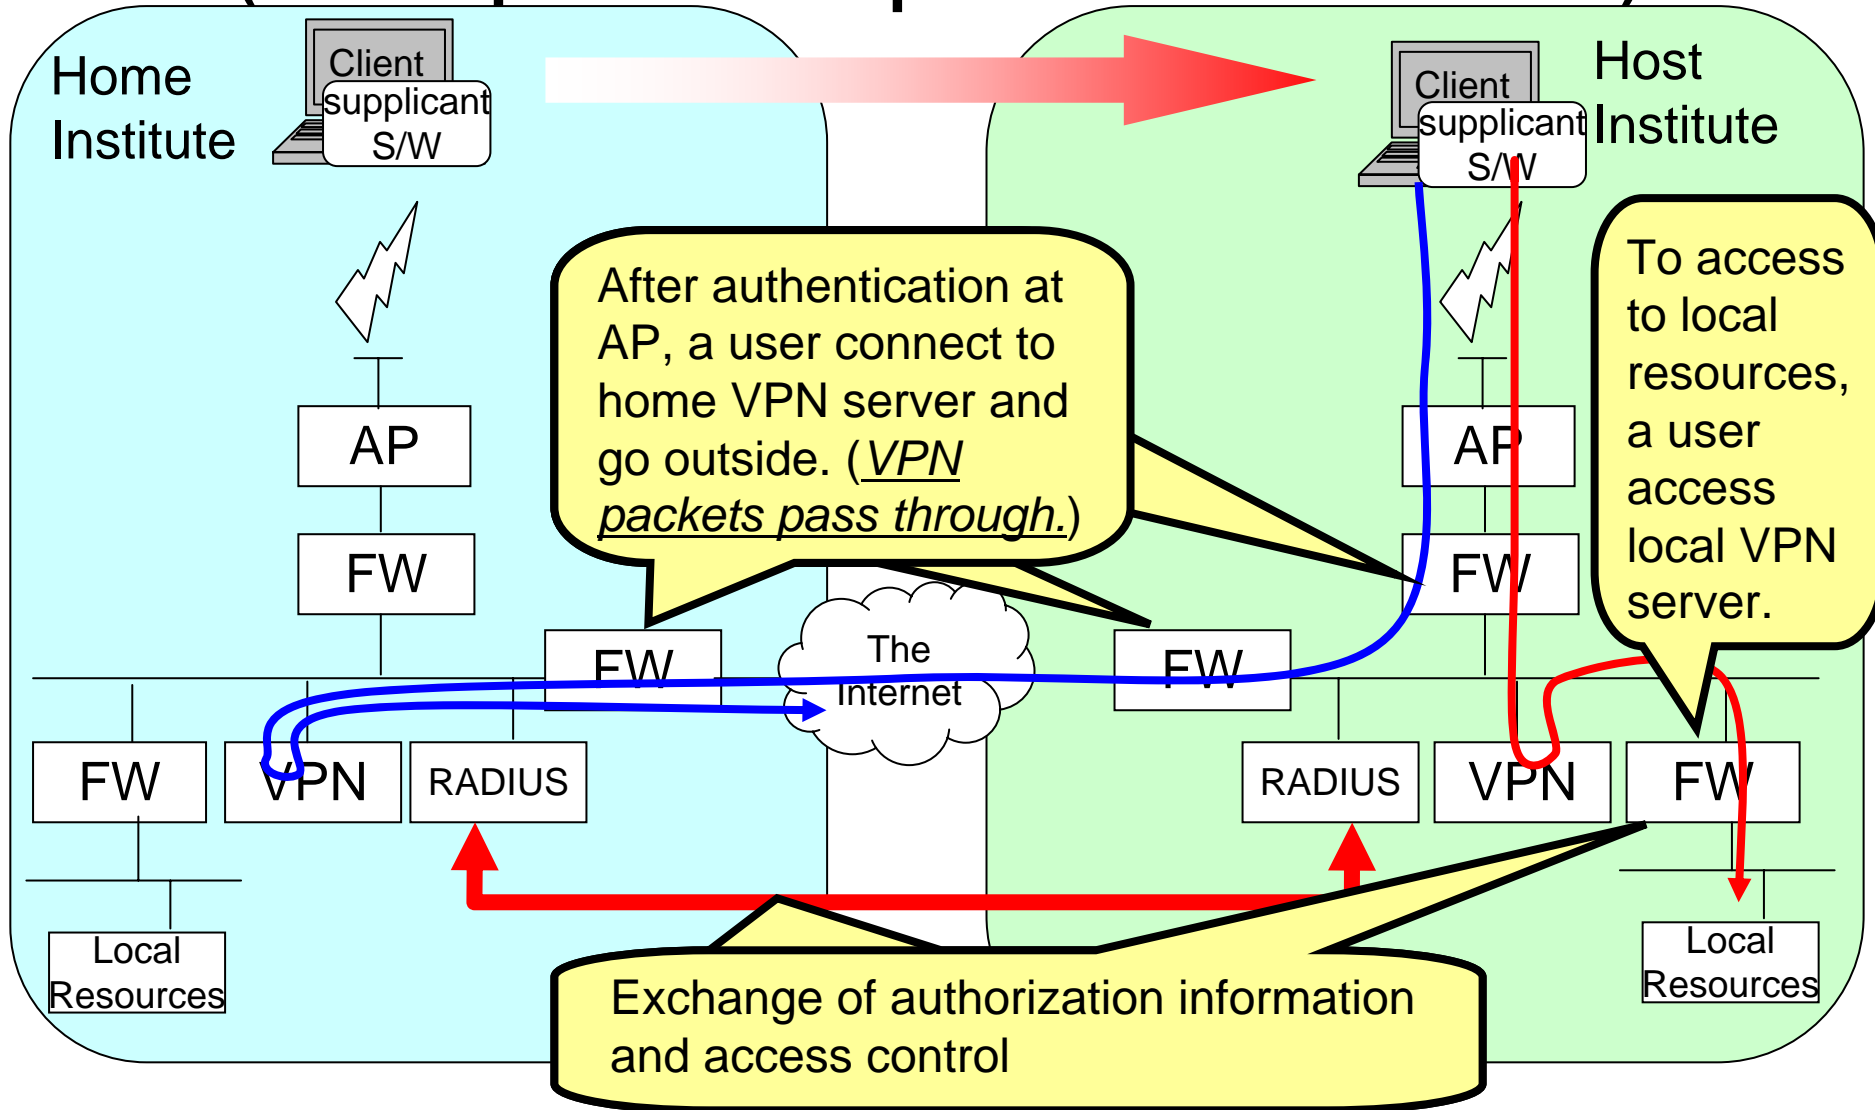 Home
Institute
Client
supplicant
S/W
Client
supplicant
S/W
Host
Institute
After authentication at
AP, a user connect to
home VPN server and
go outside. (VPN
packets pass through.)
To access
to local
resources,
a user
access
local VPN
server.
AP
FW
FW
The
Internet
FW
AP
FW
FW
VPN
RADIUS
RADIUS
VPN
FW
Local
Resources
Local
Resources
Exchange of authorization information
and access control